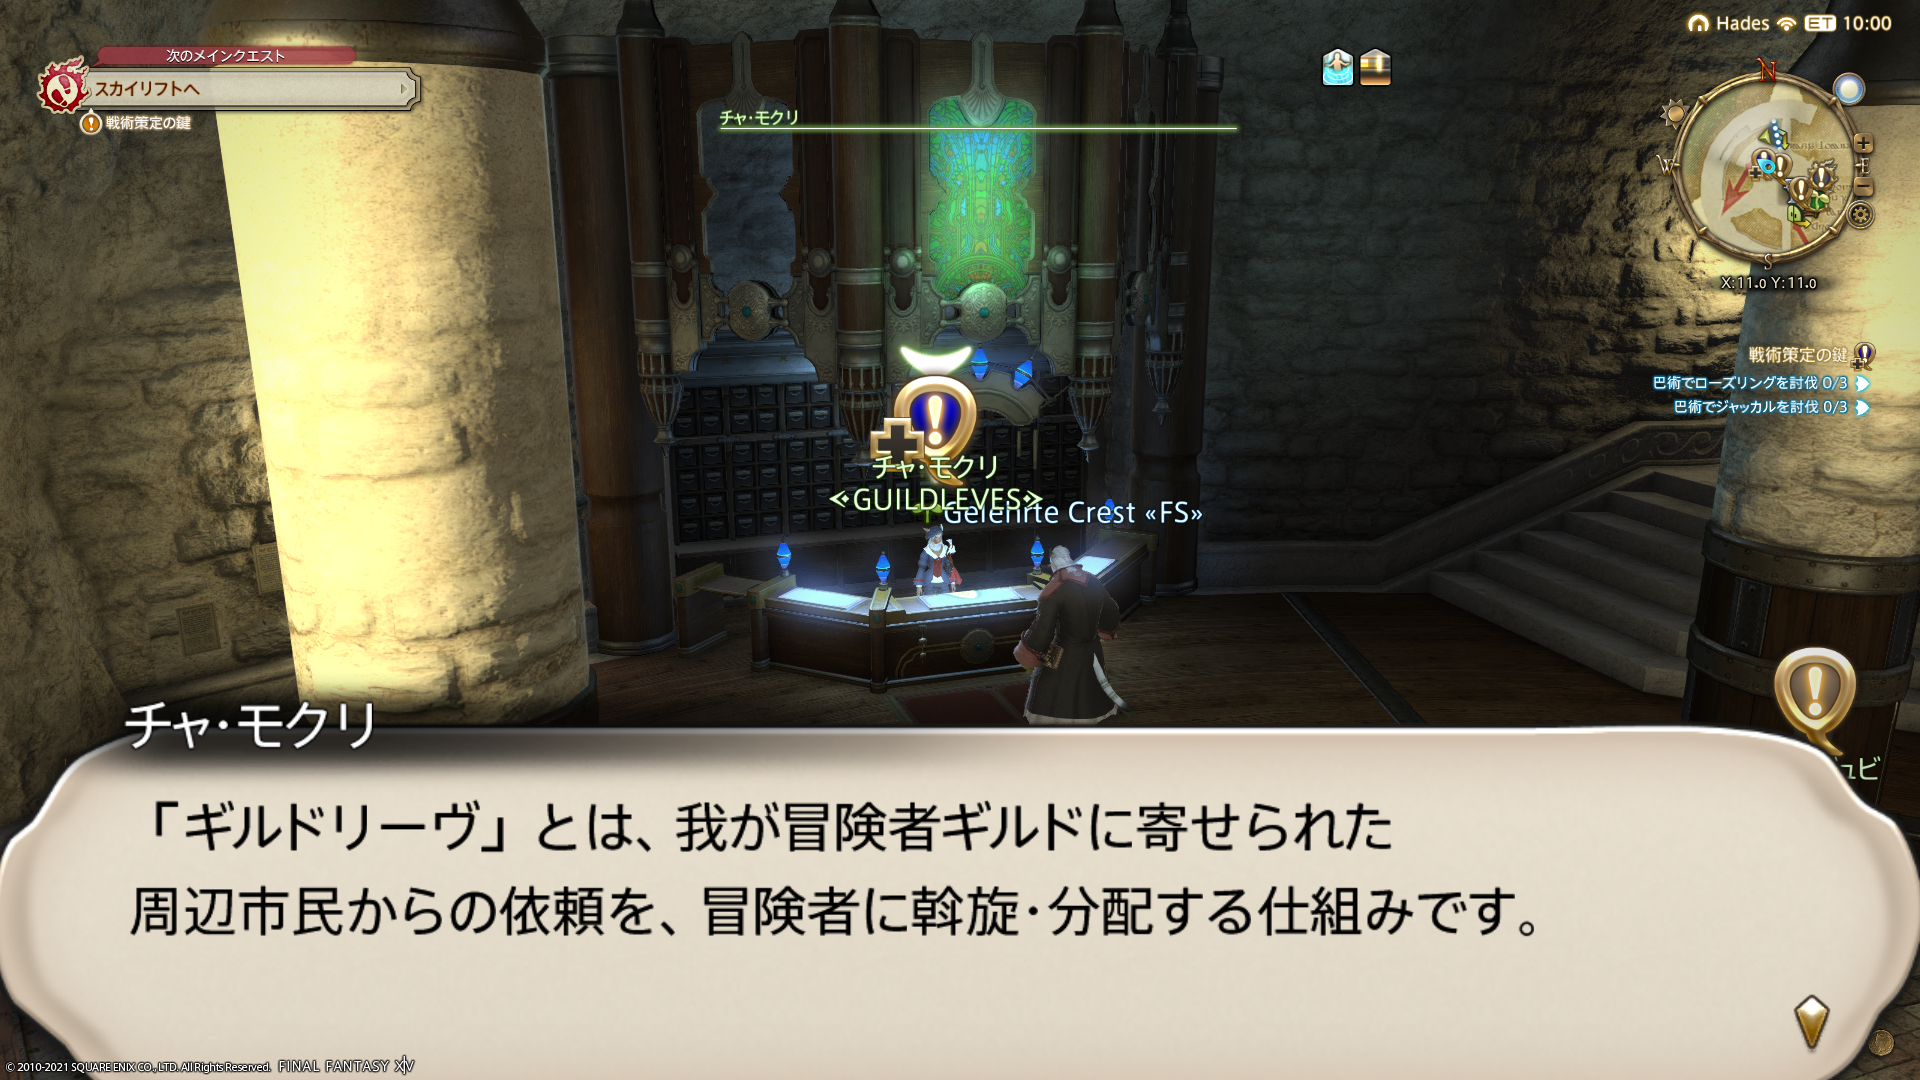 Hades ET 10:00
次のメインクエスト
スカイリフトへ
戦術策定の鍵
チャ・モクリ
N
W
E
S
X:11.0 Y:11.0
戦術策定の鍵
巴術でローズリングを討伐 0/3
巴術でジャッカルを討伐 0/3
チャ・モクリ
<GUILDLEVES>
Gelehrte Crest «FS»
チャ・モクリ
「ギルドリーヴ」とは、我が冒険者ギルドに寄せられた
周辺市民からの依頼を、冒険者に斡旋・分配する仕組みです。
© 2010-2021 SQUARE ENIX CO., LTD. All Rights Reserved. FINAL FANTASY XIV